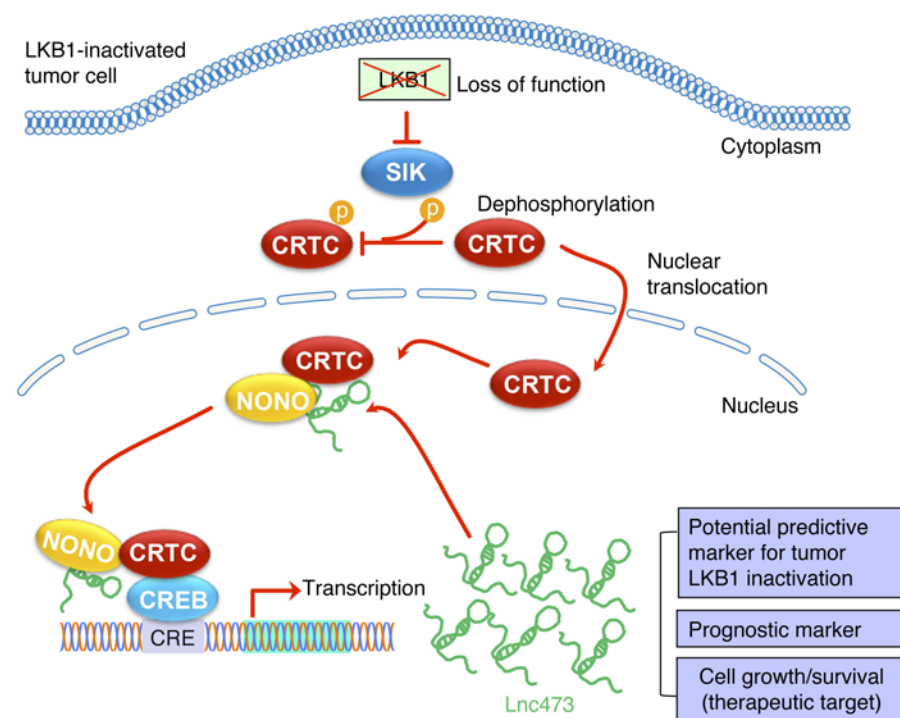 LKB1-inactivated
tumor cell
LKB1
Loss of function
Cytoplasm
SIK
p
p
Dephosphorylation
CRTC
CRTC
Nuclear
translocation
CRTC
CRTC
NONO
Nucleus
NONO
CRTC
CREB
Transcription
CRE
Lnc473
Potential predictive
marker for tumor
LKB1 inactivation
Prognostic marker
Cell growth/survival
(therapeutic target)